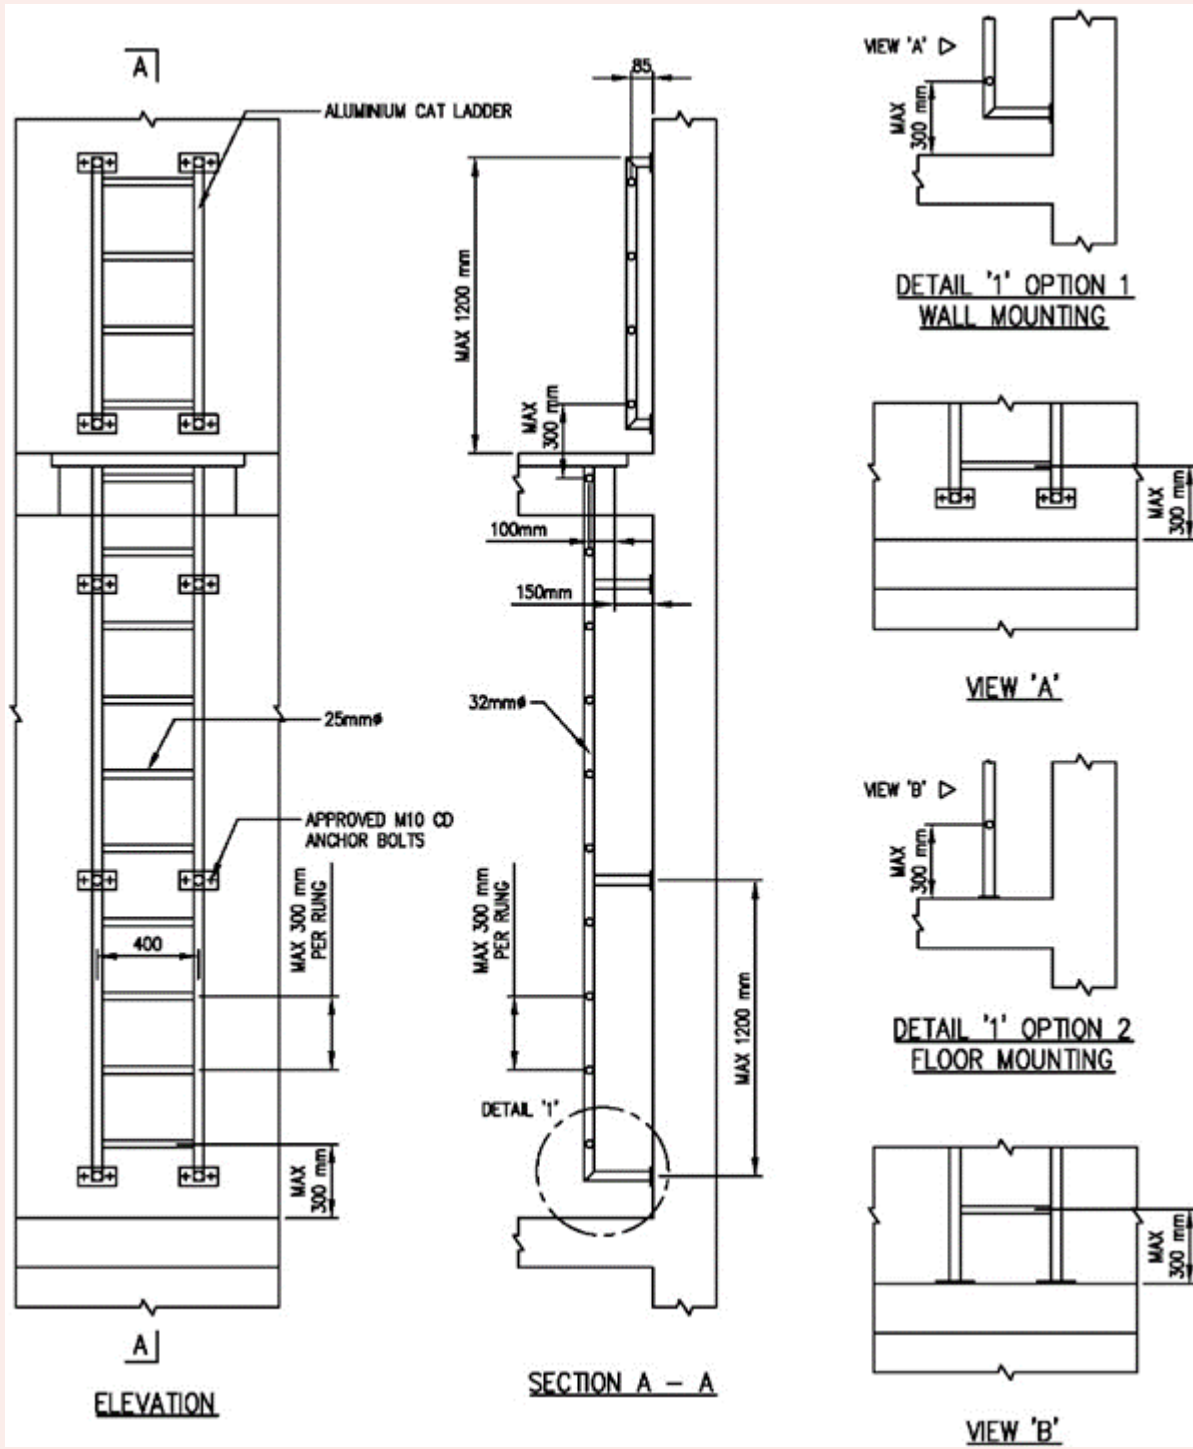 A
ALUMINIUM CAT LADDER
25mmø
APPROVED M10 CD
ANCHOR BOLTS
400
MAX 300 mm
PER RUNG
MAX
300 mm
A
ELEVATION
85
MAX 1200 mm
MAX
300 mm
100mm
150mm
32mmø
MAX 300 mm
PER RUNG
MAX 1200 mm
DETAIL '1'
SECTION A - A
VIEW 'A'
MAX
300 mm
DETAIL '1' OPTION 1
WALL MOUNTING
MAX
300 mm
VIEW 'A'
VIEW 'B'
MAX
300 mm
DETAIL '1' OPTION 2
FLOOR MOUNTING
MAX
300 mm
VIEW 'B'